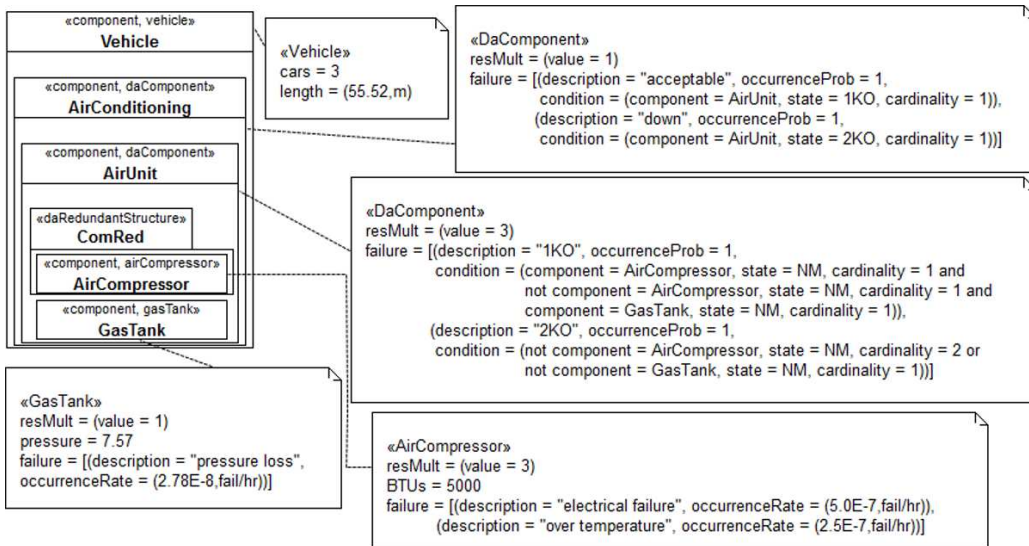 «component, vehicle»
Vehicle
«component, daComponent»
AirConditioning
«component, daComponent»
AirUnit
«daRedundantStructure»
ComRed
«component, airCompressor»
AirCompressor
«component, gasTank»
GasTank
«Vehicle»
cars = 3
length = (55.52,m)
«DaComponent»
resMult = (value = 1)
failure = [(description = "acceptable", occurrenceProb = 1,
condition = (component = AirUnit, state = 1KO, cardinality = 1)),
(description = "down", occurrenceProb = 1,
condition = (component = AirUnit, state = 2KO, cardinality = 1))]
«DaComponent»
resMult = (value = 3)
failure = [(description = "1KO", occurrenceProb = 1,
condition = (component = AirCompressor, state = NM, cardinality = 1 and
not component = AirCompressor, state = NM, cardinality = 1 and
component = GasTank, state = NM, cardinality = 1)),
(description = "2KO", occurrenceProb = 1,
condition = (not component = AirCompressor, state = NM, cardinality = 2 or
not component = GasTank, state = NM, cardinality = 1))]
«GasTank»
resMult = (value = 1)
pressure = 7.57
failure = [(description = "pressure loss",
occurrenceRate = (2.78E-8,fail/hr))]
«AirCompressor»
resMult = (value = 3)
BTUs = 5000
failure = [(description = "electrical failure", occurrenceRate = (5.0E-7,fail/hr)),
(description = "over temperature", occurrenceRate = (2.5E-7,fail/hr))]